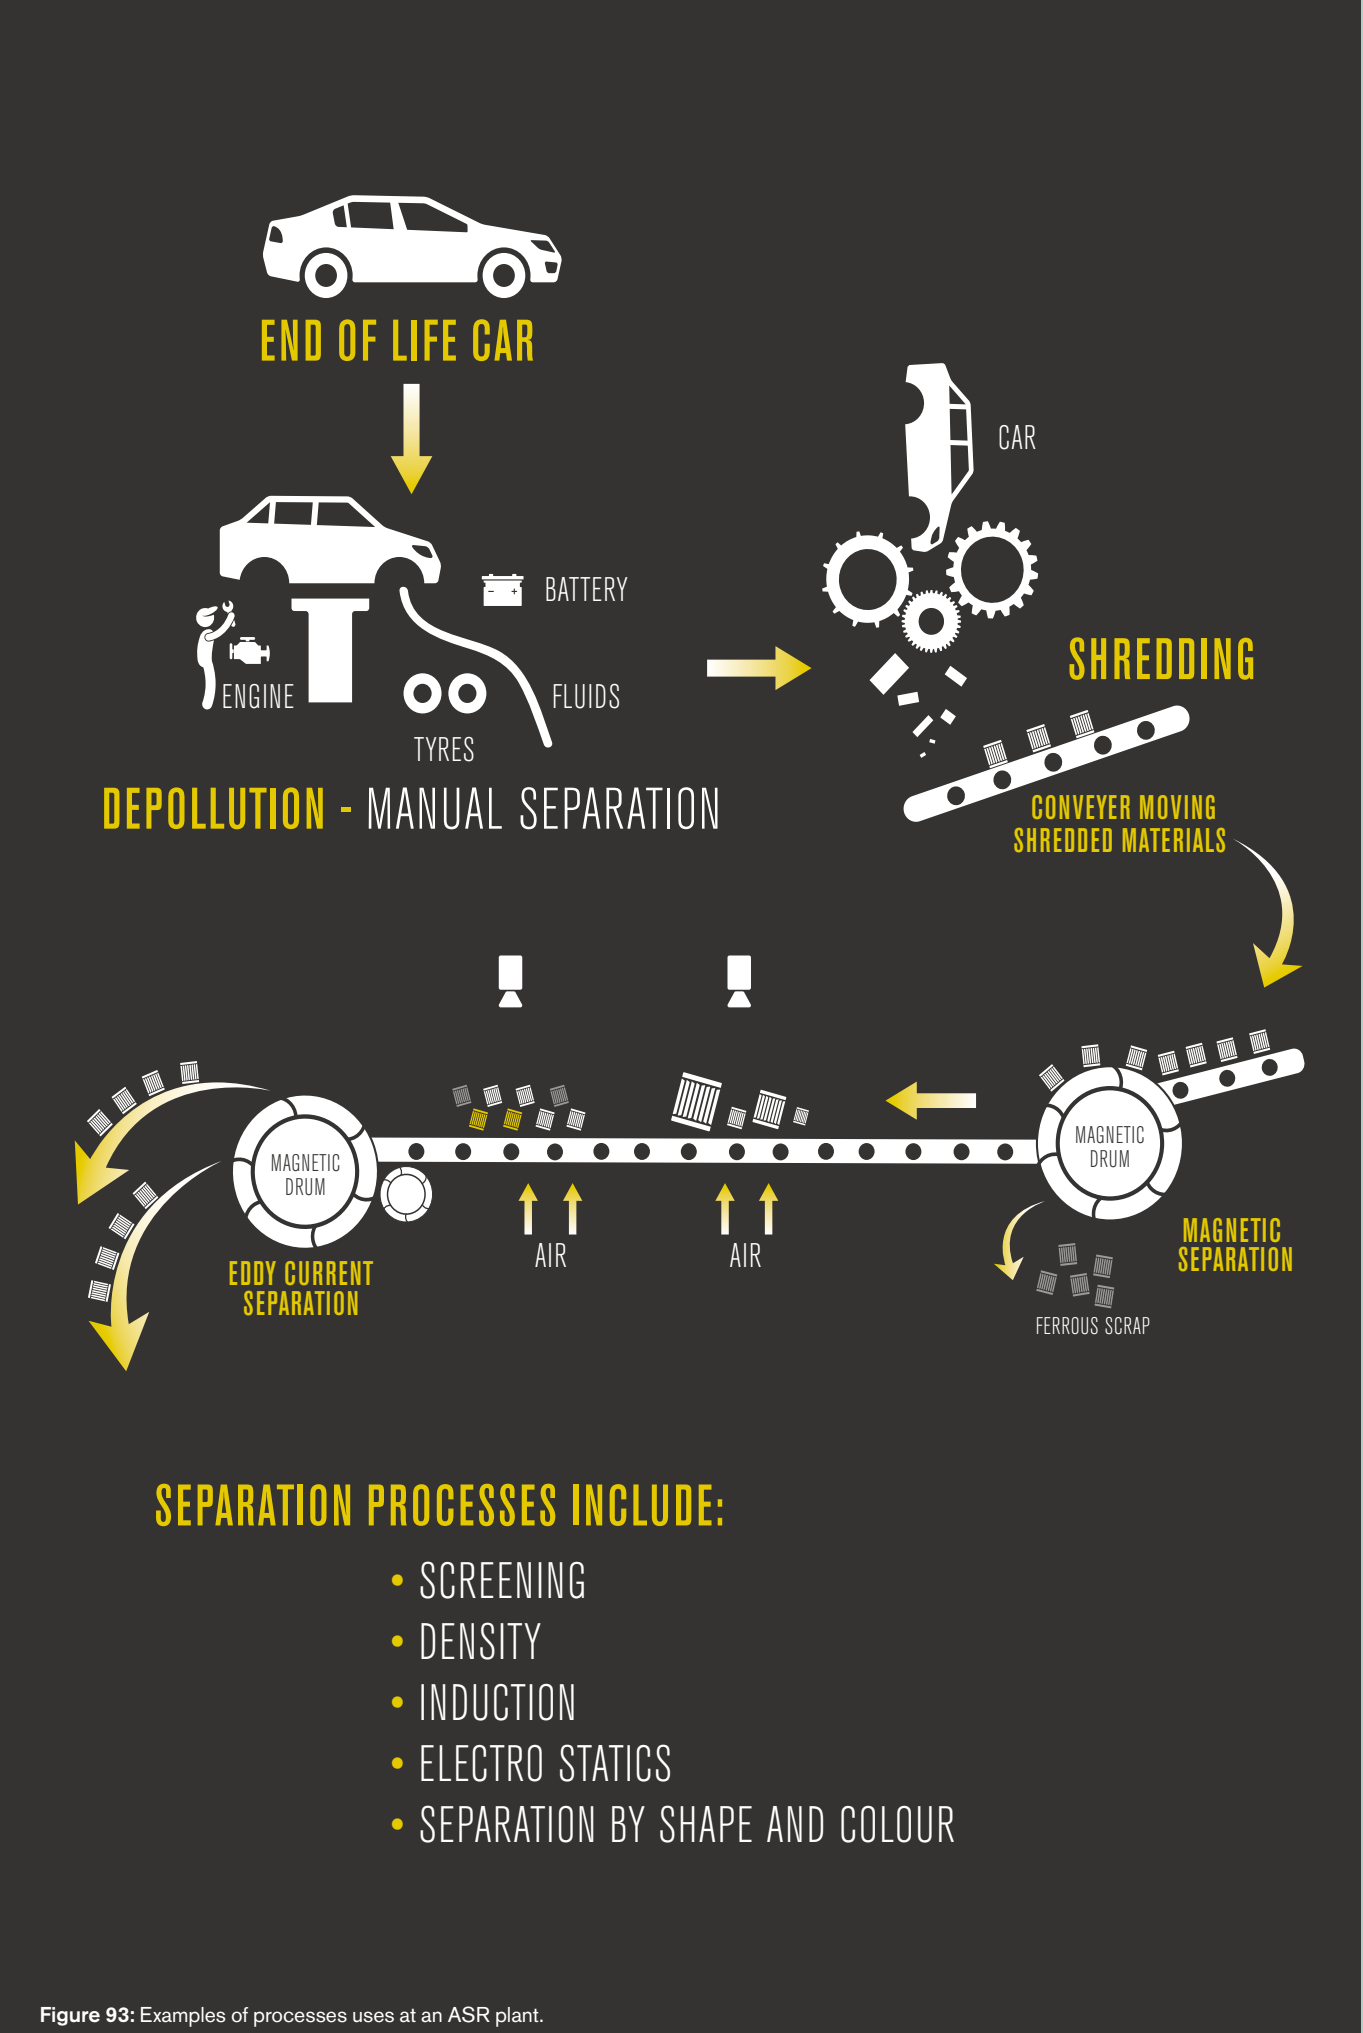 END OF LIFE CAR
CAR
BATTERY
ENGINE
FLUIDS
TYRES
DEPOLLUTION - MANUAL SEPARATION
SHREDDING
CONVEYER MOVING
SHREDDED MATERIALS
MAGNETIC
DRUM
MAGNETIC
SEPARATION
FERROUS SCRAP
AIR
AIR
MAGNETIC
DRUM
EDDY CURRENT
SEPARATION
SEPARATION PROCESSES INCLUDE:
• SCREENING
• DENSITY
• INDUCTION
• ELECTRO STATICS
• SEPARATION BY SHAPE AND COLOUR
Figure 93: Examples of processes uses at an ASR plant.